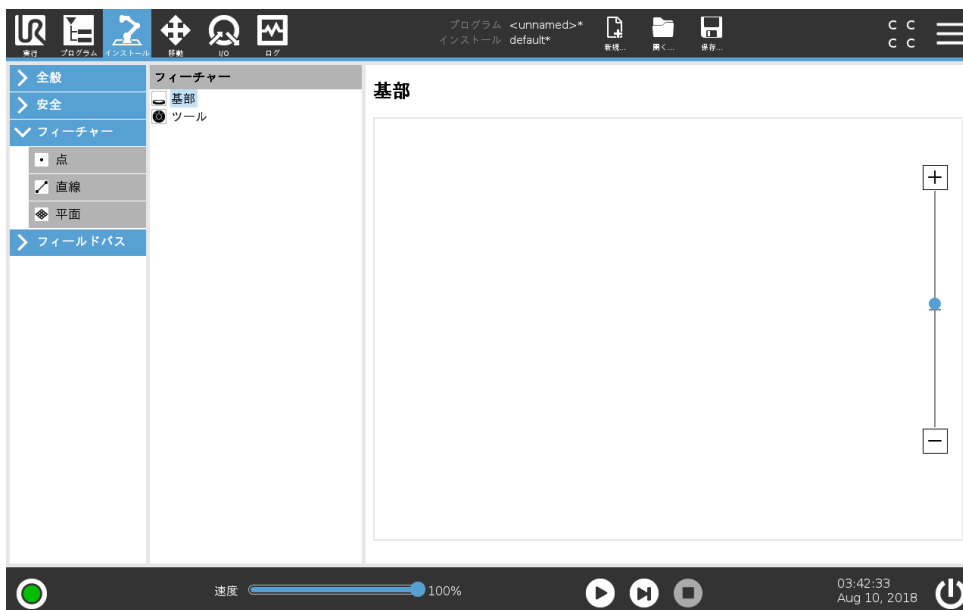 UR
実行
プログラム
インストール
移動
I/O
ログ
プログラム <unnamed>*
インストール default*
新規...
開く...
保存...
C C
C C
全般
安全
フィーチャー
点
直線
平面
フィールドバス
フィーチャー
基部
ツール
基部
速度 100%
03:42:33
Aug 10, 2018